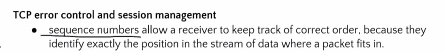 TCP error control and session management
● sequence numbers allow a receiver to keep track of correct order, because they
identify exactly the position in the stream of data where a packet fits in.